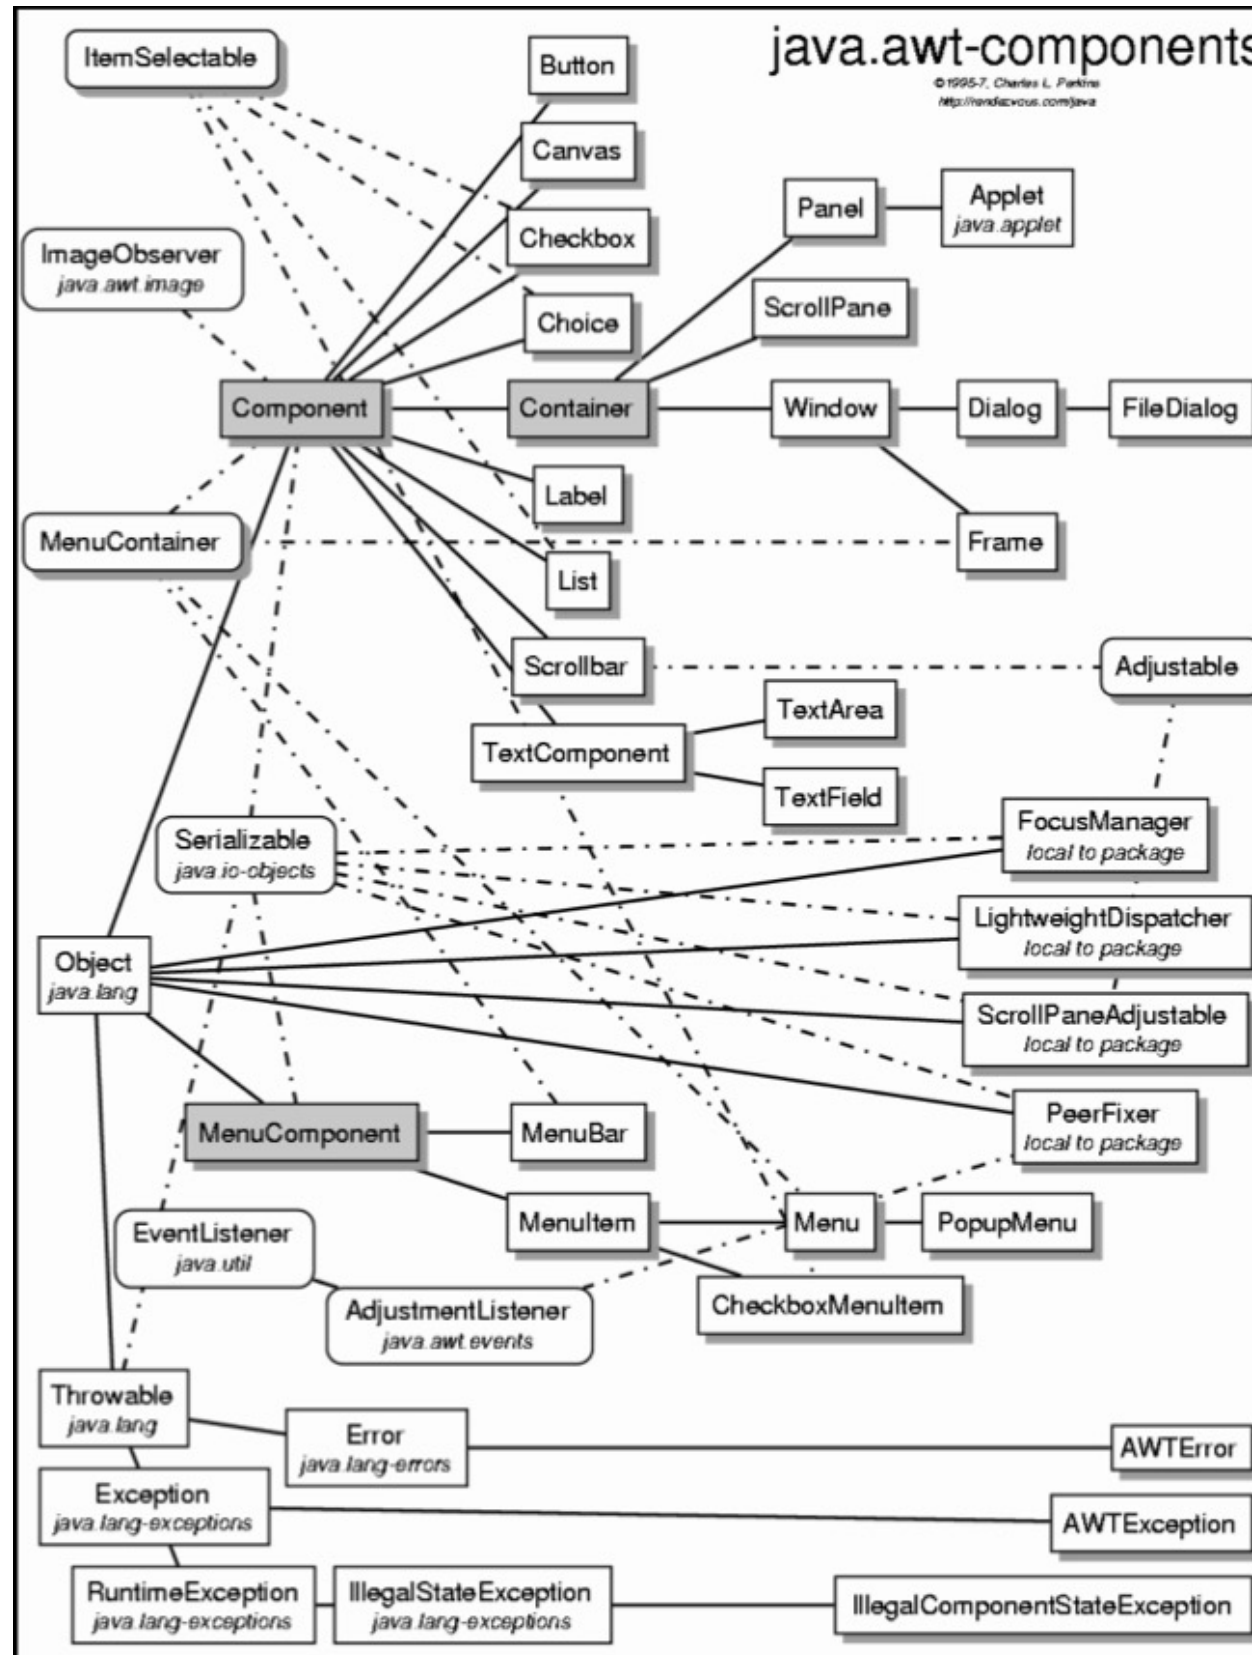 java.awt-components
©1995-7, Charles L. Perkins
http://rendezvous.com/java
ItemSelectable
Button
Canvas
Checkbox
Choice
Panel
Applet
java.applet
ImageObserver
java.awt.image
ScrollPane
Component
Container
Window
Dialog
FileDialog
Label
MenuContainer
Frame
List
Scrollbar
Adjustable
TextArea
TextComponent
TextField
Serializable
java.io-objects
FocusManager
local to package
LightweightDispatcher
local to package
Object
java.lang
ScrollPaneAdjustable
local to package
PeerFixer
local to package
MenuComponent
MenuBar
MenuItem
Menu
PopupMenu
EventListener
java.util
CheckboxMenuItem
AdjustmentListener
java.awt.events
Throwable
java.lang
Error
java.lang-errors
AWTError
Exception
java.lang-exceptions
AWTException
RuntimeException
java.lang-exceptions
IllegalStateException
java.lang-exceptions
IllegalComponentStateException